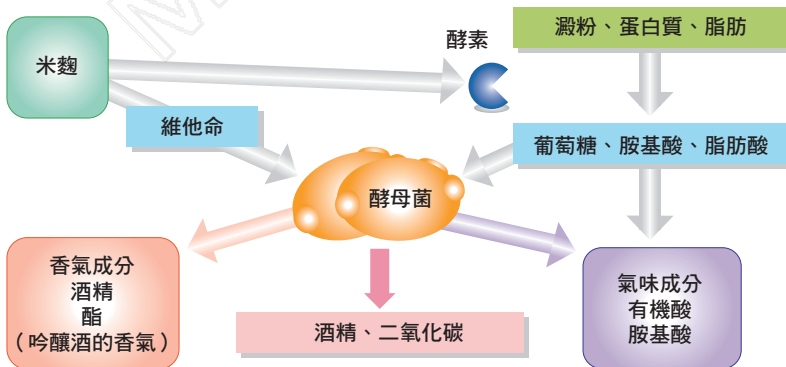 酵素
澱粉、蛋白質、脂肪
米麴
維他命
葡萄糖、胺基酸、脂肪酸
酵母菌
香氣成分
酒精
酯
（吟釀酒的香氣）
酒精、二氧化碳
氣味成分
有機酸
胺基酸